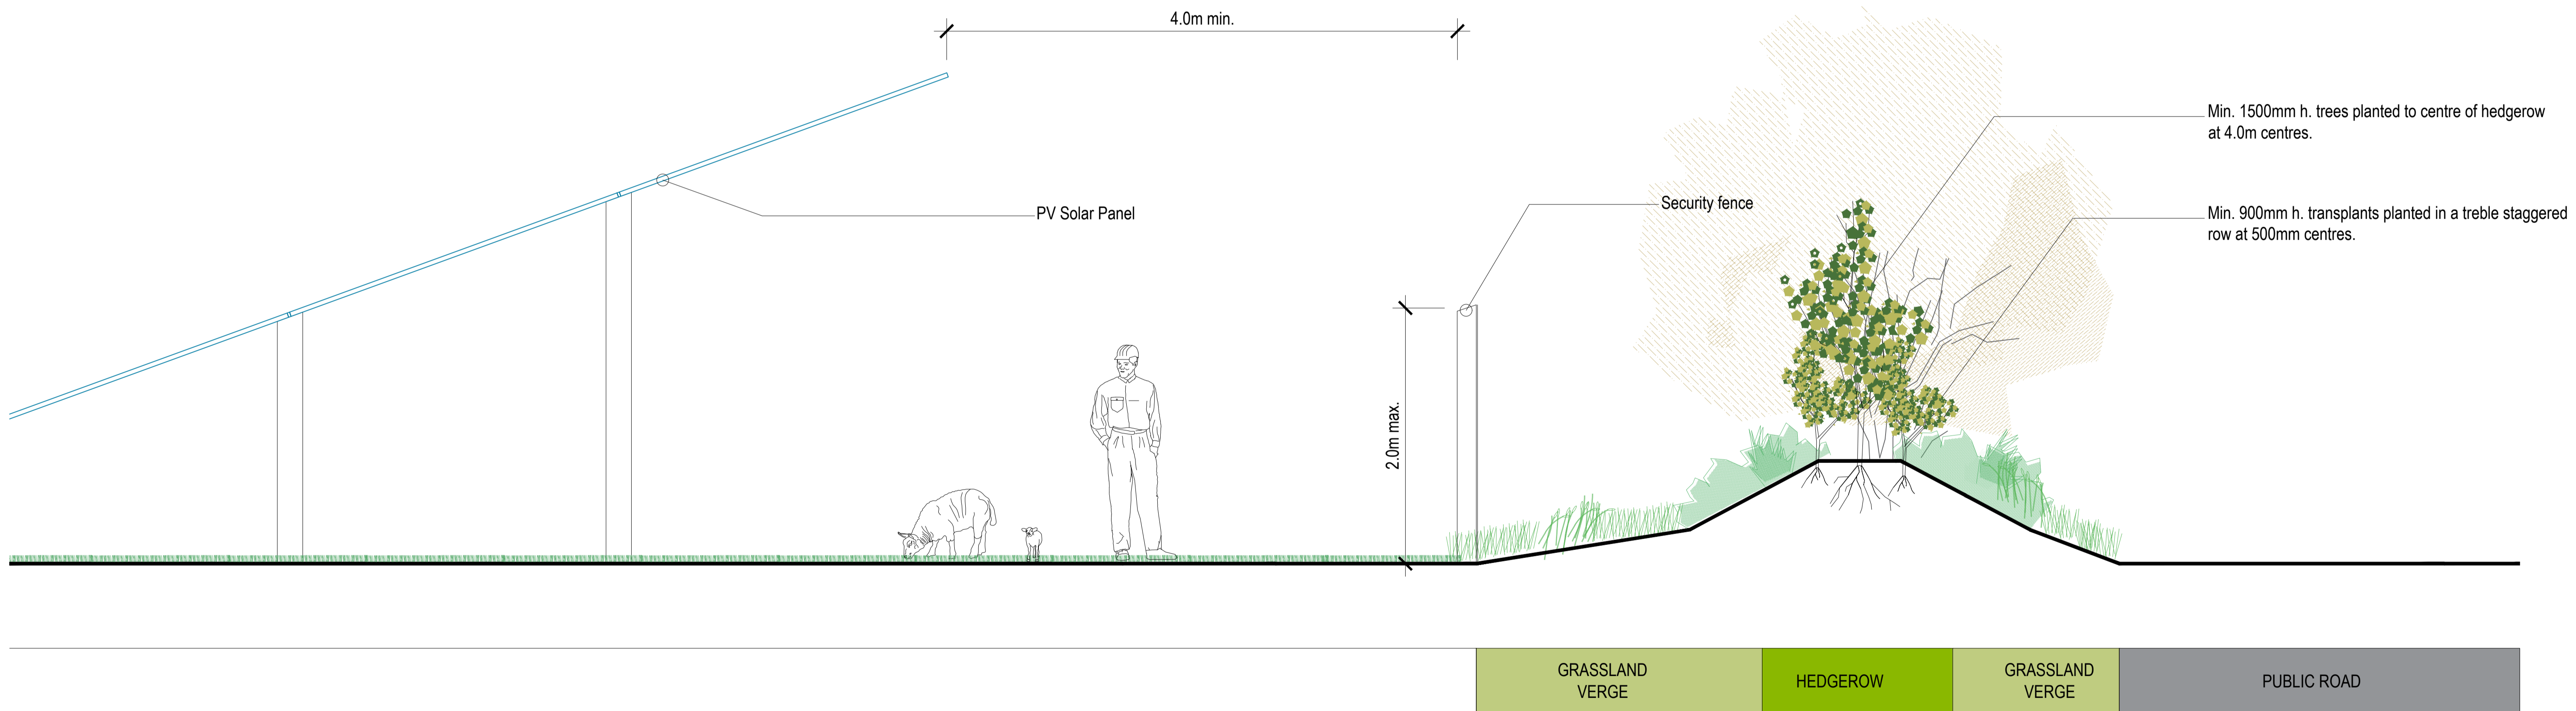 4.0m min.
Min. 1500mm h. trees planted to centre of hedgerow
at 4.0m centres.
Security fence
PV Solar Panel
Min. 900mm h. transplants planted in a treble staggered
row at 500mm centres.
2.0m max.
GRASSLAND
VERGE
HEDGEROW
GRASSLAND
VERGE
PUBLIC ROAD